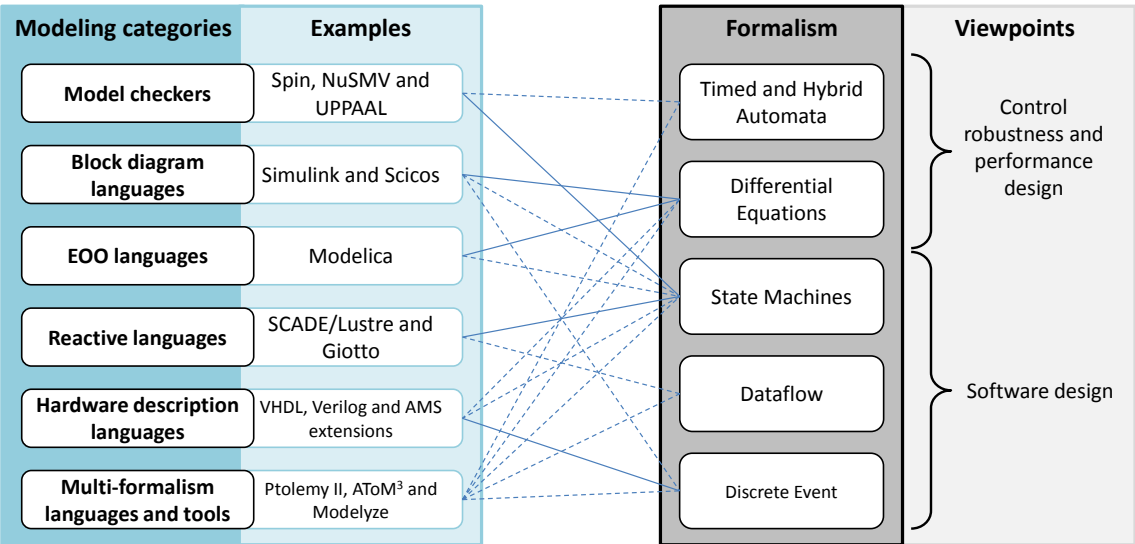 Modeling categories
Examples
Formalism
Viewpoints
Model checkers
Spin, NuSMV and
UPPAAL
Block diagram
languages
Simulink and Scicos
EOO languages
Modelica
Reactive languages
SCADE/Lustre and
Giotto
Hardware description
languages
VHDL, Verilog and AMS
extensions
Multi-formalism
languages and tools
Ptolemy II, AToM³ and
Modelyze
Timed and Hybrid
Automata
Differential
Equations
State Machines
Dataflow
Discrete Event
Control
robustness and
performance
design
Software design